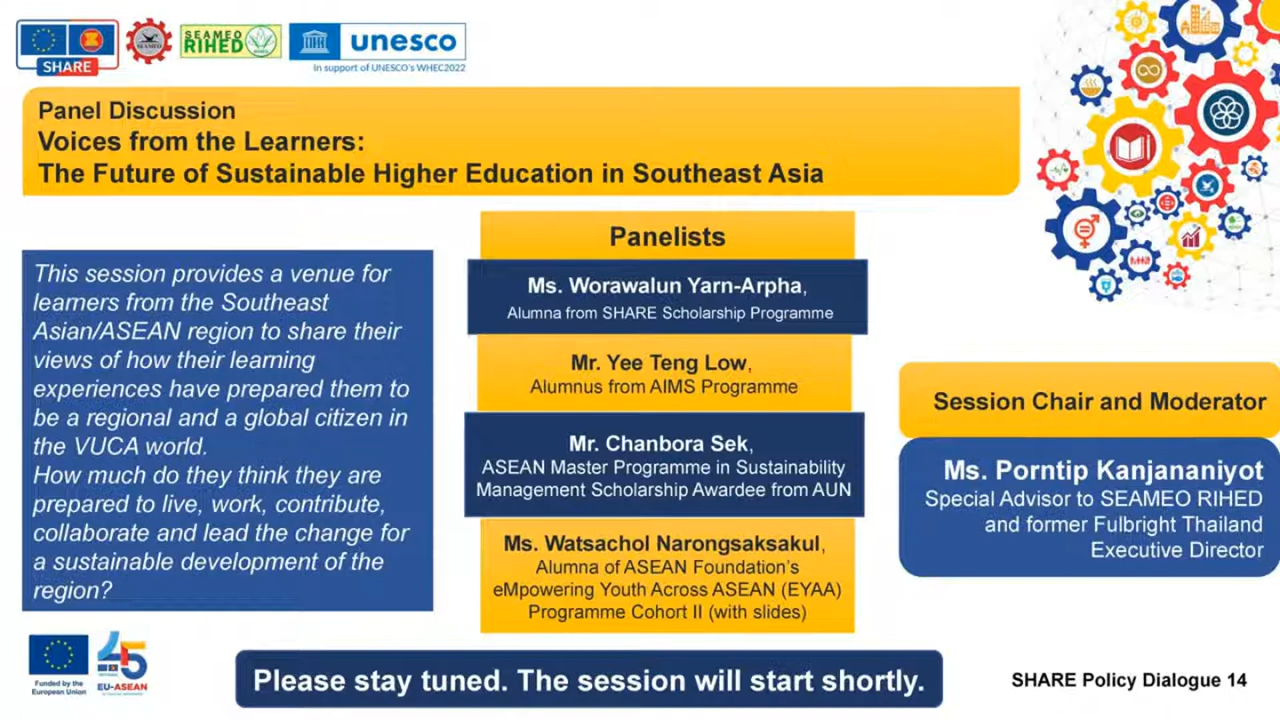 SHARE
SEAMEO
SEAMEO
RIHED
unesco
In support of UNESCO's WHEC2022
Panel Discussion
Voices from the Learners:
The Future of Sustainable Higher Education in Southeast Asia
This session provides a venue for
learners from the Southeast
Asian/ASEAN region to share their
views of how their learning
experiences have prepared them to
be a regional and a global citizen in
the VUCA world.
How much do they think they are
prepared to live, work, contribute,
collaborate and lead the change for
a sustainable development of the
region?
Panelists
Ms. Worawalun Yarn-Arpha,
Alumna from SHARE Scholarship Programme
Mr. Yee Teng Low,
Alumnus from AIMS Programme
Mr. Chanbora Sek,
ASEAN Master Programme in Sustainability
Management Scholarship Awardee from AUN
Ms. Watsachol Narongsaksakul,
Alumna of ASEAN Foundation's
eMpowering Youth Across ASEAN (EYAA)
Programme Cohort II (with slides)
Session Chair and Moderator
Ms. Porntip Kanjananiyot
Special Advisor to SEAMEO RIHED
and former Fulbright Thailand
Executive Director
Funded by the
European Union
45
EU-ASEAN
Please stay tuned. The session will start shortly.
SHARE Policy Dialogue 14